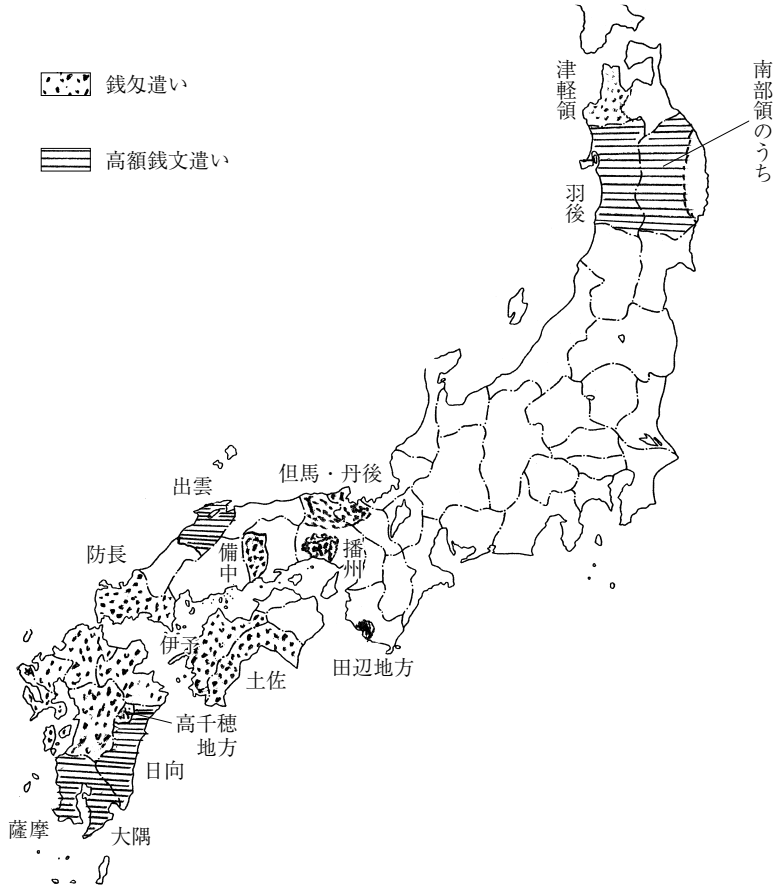 銭匁遣い
高額銭文遣い
津軽領
南部領のうち
羽後
出雲
但馬・丹後
防長
備中
播州
伊予
土佐
田辺地方
高千穂
地方
日向
薩摩
大隅